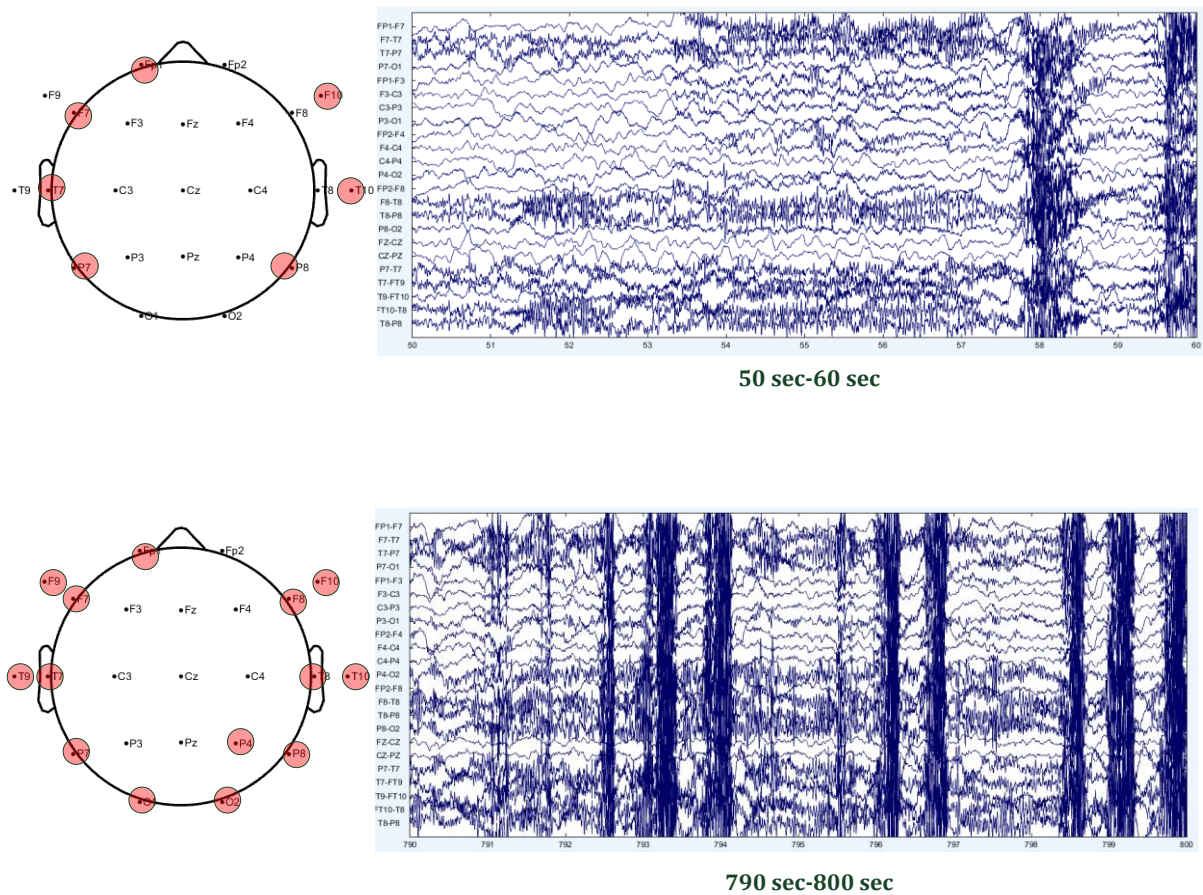 Fp1 Fp2
F9 F10
F7 F8
F3 Fz F4
T9 T7 C3 Cz C4 T8 T10
P3 Pz P4
P7 P8
O1 O2
FP1-F7
F7-T7
T7-P7
P7-O1
FP1-F3
F3-C3
C3-P3
P3-O1
FP2-F4
F4-C4
C4-P4
P4-O2
FP2-F8
F8-T8
T8-P8
P8-O2
FZ-CZ
CZ-PZ
P7-T7
T7-FT9
T9-FT10
FT10-T8
T8-P8
50 51 52 53 54 55 56 57 58 59 60
50 sec-60 sec
Fp Fp2
F9 F10
F7 F8
F3 Fz F4
T9 T7 C3 Cz C4 T8 T10
P3 Pz P4
P7 P8
O1 O2
FP1-F7
F7-T7
T7-P7
P7-O1
FP1-F3
F3-C3
C3-P3
P3-O1
FP2-F4
F4-C4
C4-P4
P4-O2
FP2-F8
F8-T8
T8-P8
P8-O2
FZ-CZ
CZ-PZ
P7-T7
T7-FT9
T9-FT10
FT10-T8
T8-P8
790 791 792 793 794 795 796 797 798 799 800
790 sec-800 sec